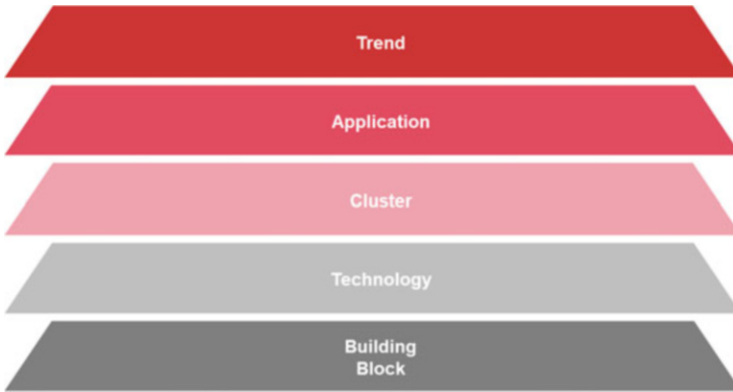 Trend
Application
Cluster
Technology
Building
Block